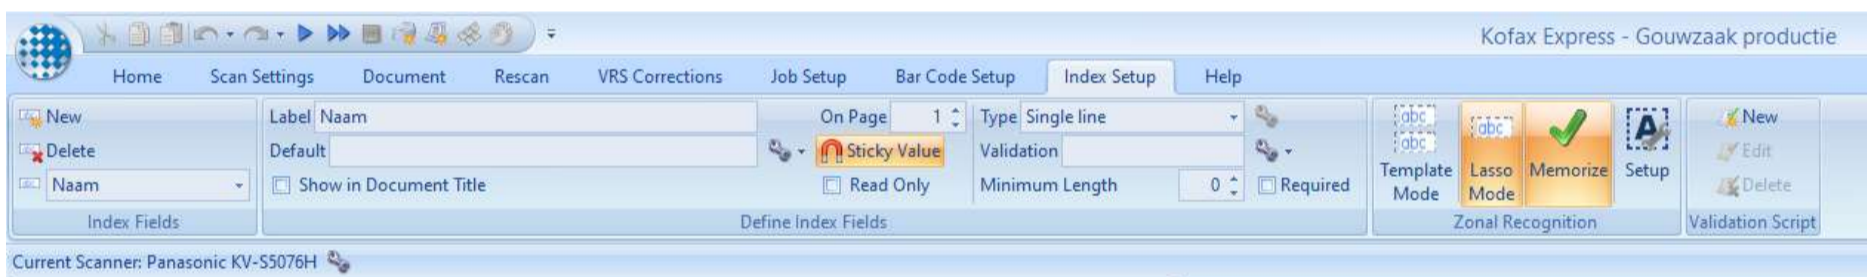 Kofax Express - Gouwzaak productie
Home Scan Settings Document Rescan VRS Corrections Job Setup Bar Code Setup Index Setup Help
New
Delete
Naam
Index Fields
Label Naam On Page 1 Type Single line
Default Sticky Value Validation
Show in Document Title Read Only Minimum Length 0 Required
Define Index Fields
abc
abc
Template
Mode
abc
Lasso
Mode
Memorize
A
Setup
Zonal Recognition
New
Edit
Delete
Validation Script
Current Scanner: Panasonic KV-S5076H